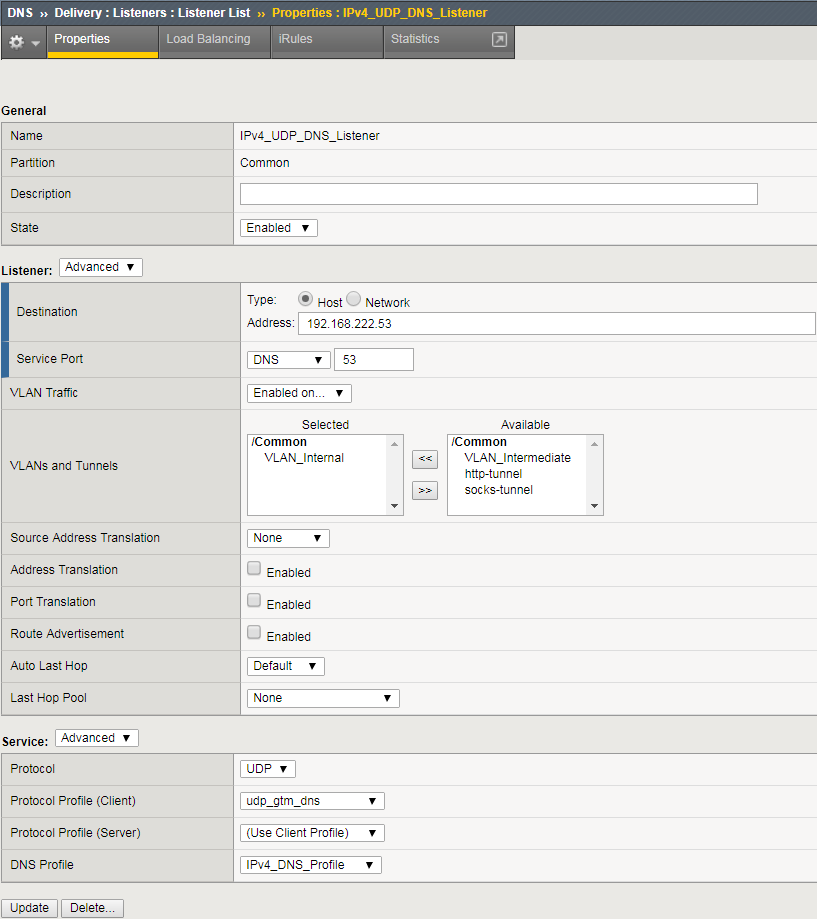 DNS ›› Delivery : Listeners : Listener List ›› Properties : IPv4_UDP_DNS_Listener
Properties Load Balancing iRules Statistics
General
Name IPv4_UDP_DNS_Listener
Partition Common
Description
State Enabled
Listener: Advanced
Destination
Type: Host Network
Address: 192.168.222.53
Service Port DNS 53
VLAN Traffic Enabled on...
VLANs and Tunnels
Selected Available
/Common /Common
VLAN_Internal << VLAN_Intermediate
http-tunnel
>> socks-tunnel
Source Address Translation None
Address Translation Enabled
Port Translation Enabled
Route Advertisement Enabled
Auto Last Hop Default
Last Hop Pool None
Service: Advanced
Protocol UDP
Protocol Profile (Client) udp_gtm_dns
Protocol Profile (Server) (Use Client Profile)
DNS Profile IPv4_DNS_Profile
Update Delete...